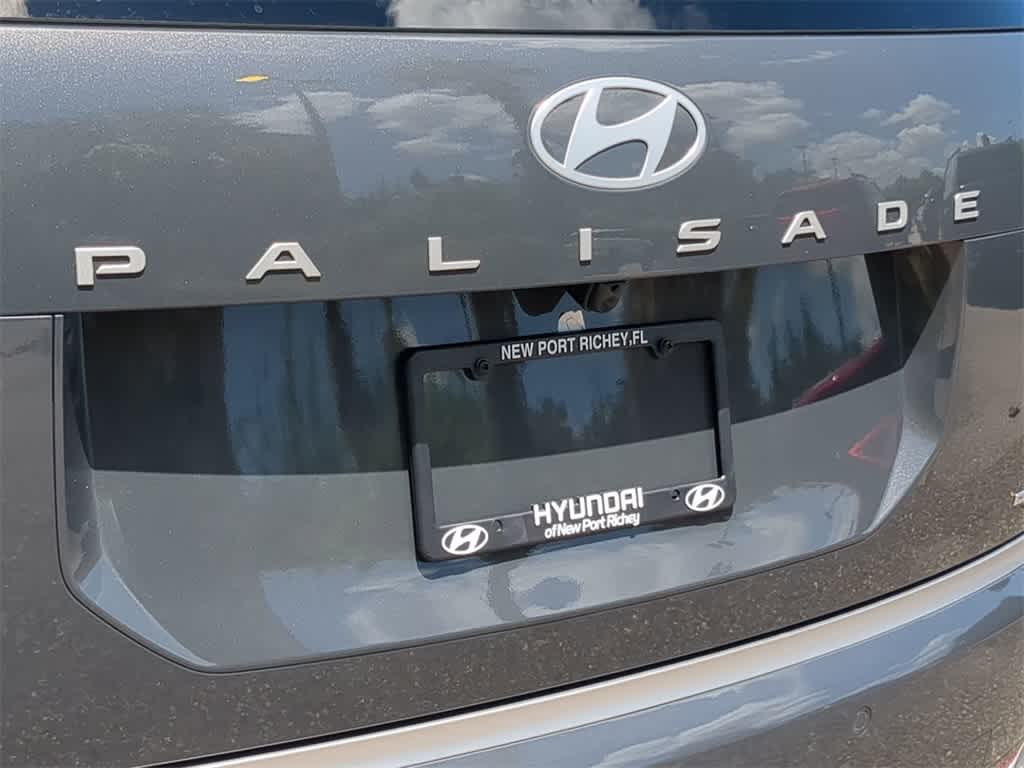 PALISADE
NEW PORT RICHEY, FL
HYUNDAI
of New Port Richey